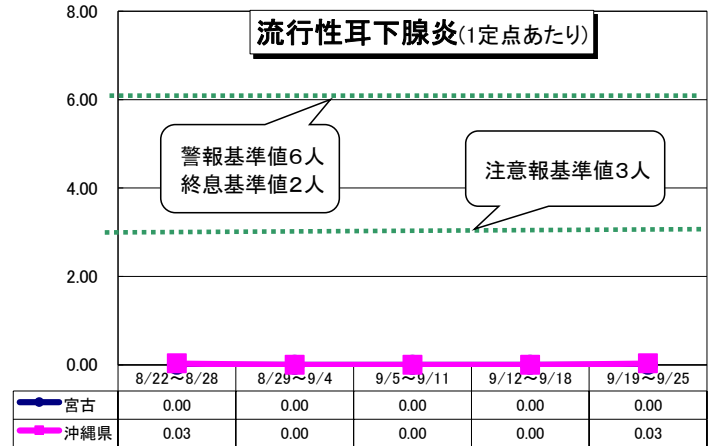 流行性耳下腺炎(1定点あたり)
8.00
6.00
警報基準値6人
終息基準値2人
注意報基準値3人
4.00
2.00
0.00
8/22～8/28 8/29～9/4 9/5～9/11 9/12～9/18 9/19～9/25
宮古 0.00 0.00 0.00 0.00 0.00
沖縄県 0.03 0.00 0.00 0.00 0.03